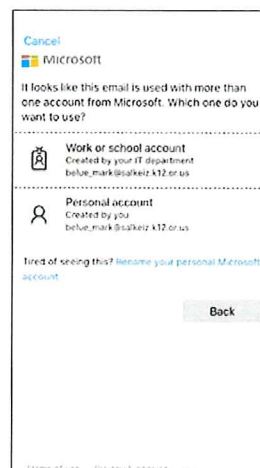 Cancel
Microsoft
It looks like this email is used with more than
one account from Microsoft. Which one do you
want to use?
Work or school account
Created by your IT department
belue_mark@salkeiz.k12.or.us
Personal account
Created by you
belue_mark@salkeiz.k12.or.us
Tired of seeing this? Rename your personal Microsoft
account.
Back